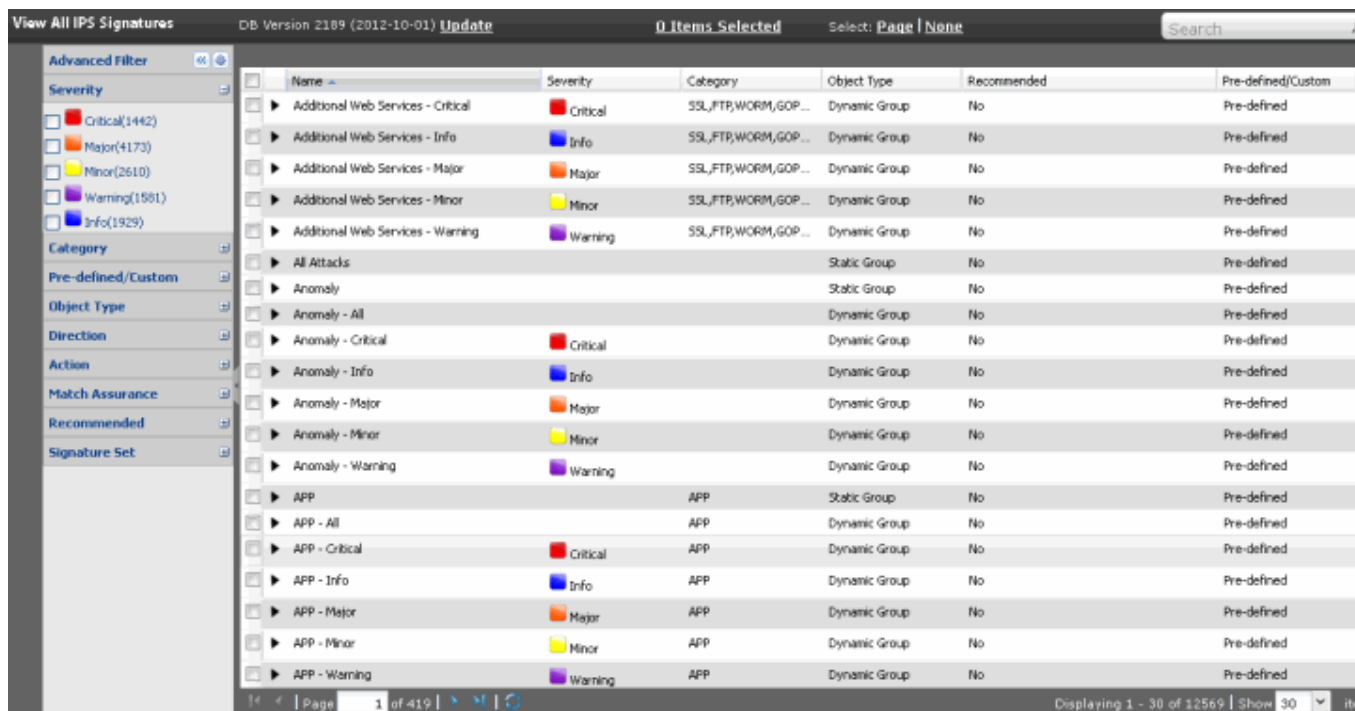 View All IPS Signatures DB Version 2189 (2012-10-01) Update 0 Items Selected Select: Page | None Search
Advanced Filter
Severity
Critical(1442)
Major(4173)
Minor(2610)
Warning(1581)
Info(1929)
Category
Pre-defined/Custom
Object Type
Direction
Action
Match Assurance
Recommended
Signature Set
Name Severity Category Object Type Recommended Pre-defined/Custom
Additional Web Services - Critical Critical SSL,FTP,WORM,GOP... Dynamic Group No Pre-defined
Additional Web Services - Info Info SSL,FTP,WORM,GOP... Dynamic Group No Pre-defined
Additional Web Services - Major Major SSL,FTP,WORM,GOP... Dynamic Group No Pre-defined
Additional Web Services - Minor Minor SSL,FTP,WORM,GOP... Dynamic Group No Pre-defined
Additional Web Services - Warning Warning SSL,FTP,WORM,GOP... Dynamic Group No Pre-defined
All Attacks Static Group No Pre-defined
Anomaly Static Group No Pre-defined
Anomaly - All Dynamic Group No Pre-defined
Anomaly - Critical Critical Dynamic Group No Pre-defined
Anomaly - Info Info Dynamic Group No Pre-defined
Anomaly - Major Major Dynamic Group No Pre-defined
Anomaly - Minor Minor Dynamic Group No Pre-defined
Anomaly - Warning Warning Dynamic Group No Pre-defined
APP APP Static Group No Pre-defined
APP - All APP Dynamic Group No Pre-defined
APP - Critical Critical APP Dynamic Group No Pre-defined
APP - Info Info APP Dynamic Group No Pre-defined
APP - Major Major APP Dynamic Group No Pre-defined
APP - Minor Minor APP Dynamic Group No Pre-defined
APP - Warning Warning APP Dynamic Group No Pre-defined
Page 1 of 419 Displaying 1 - 30 of 12569 | Show 30